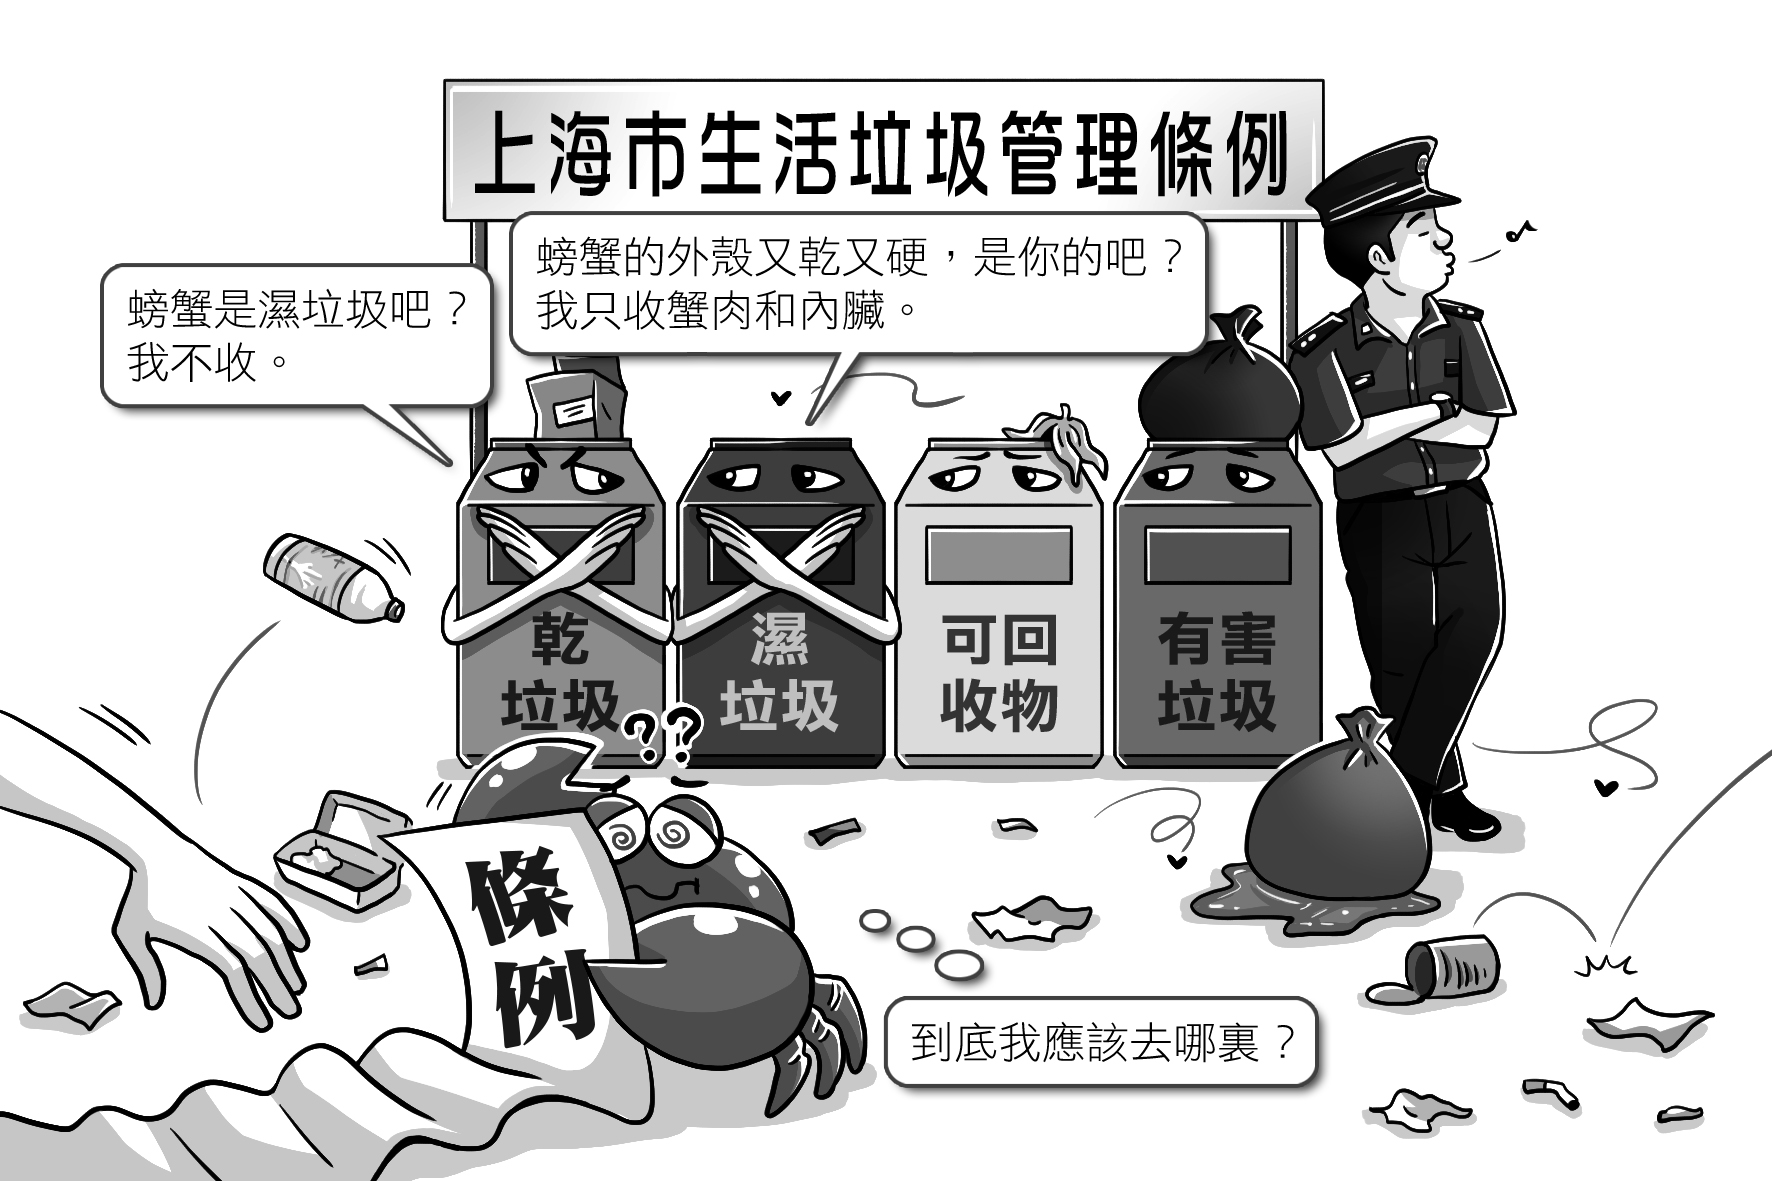 上海市生活垃圾管理條例
螃蟹是濕垃圾吧？
我不收。
螃蟹的外殼又乾又硬，是你的吧？
我只收蟹肉和內臟。
乾
垃圾
濕
垃圾
可回
收物
有害
垃圾
??
條
例
到底我應該去哪裏？